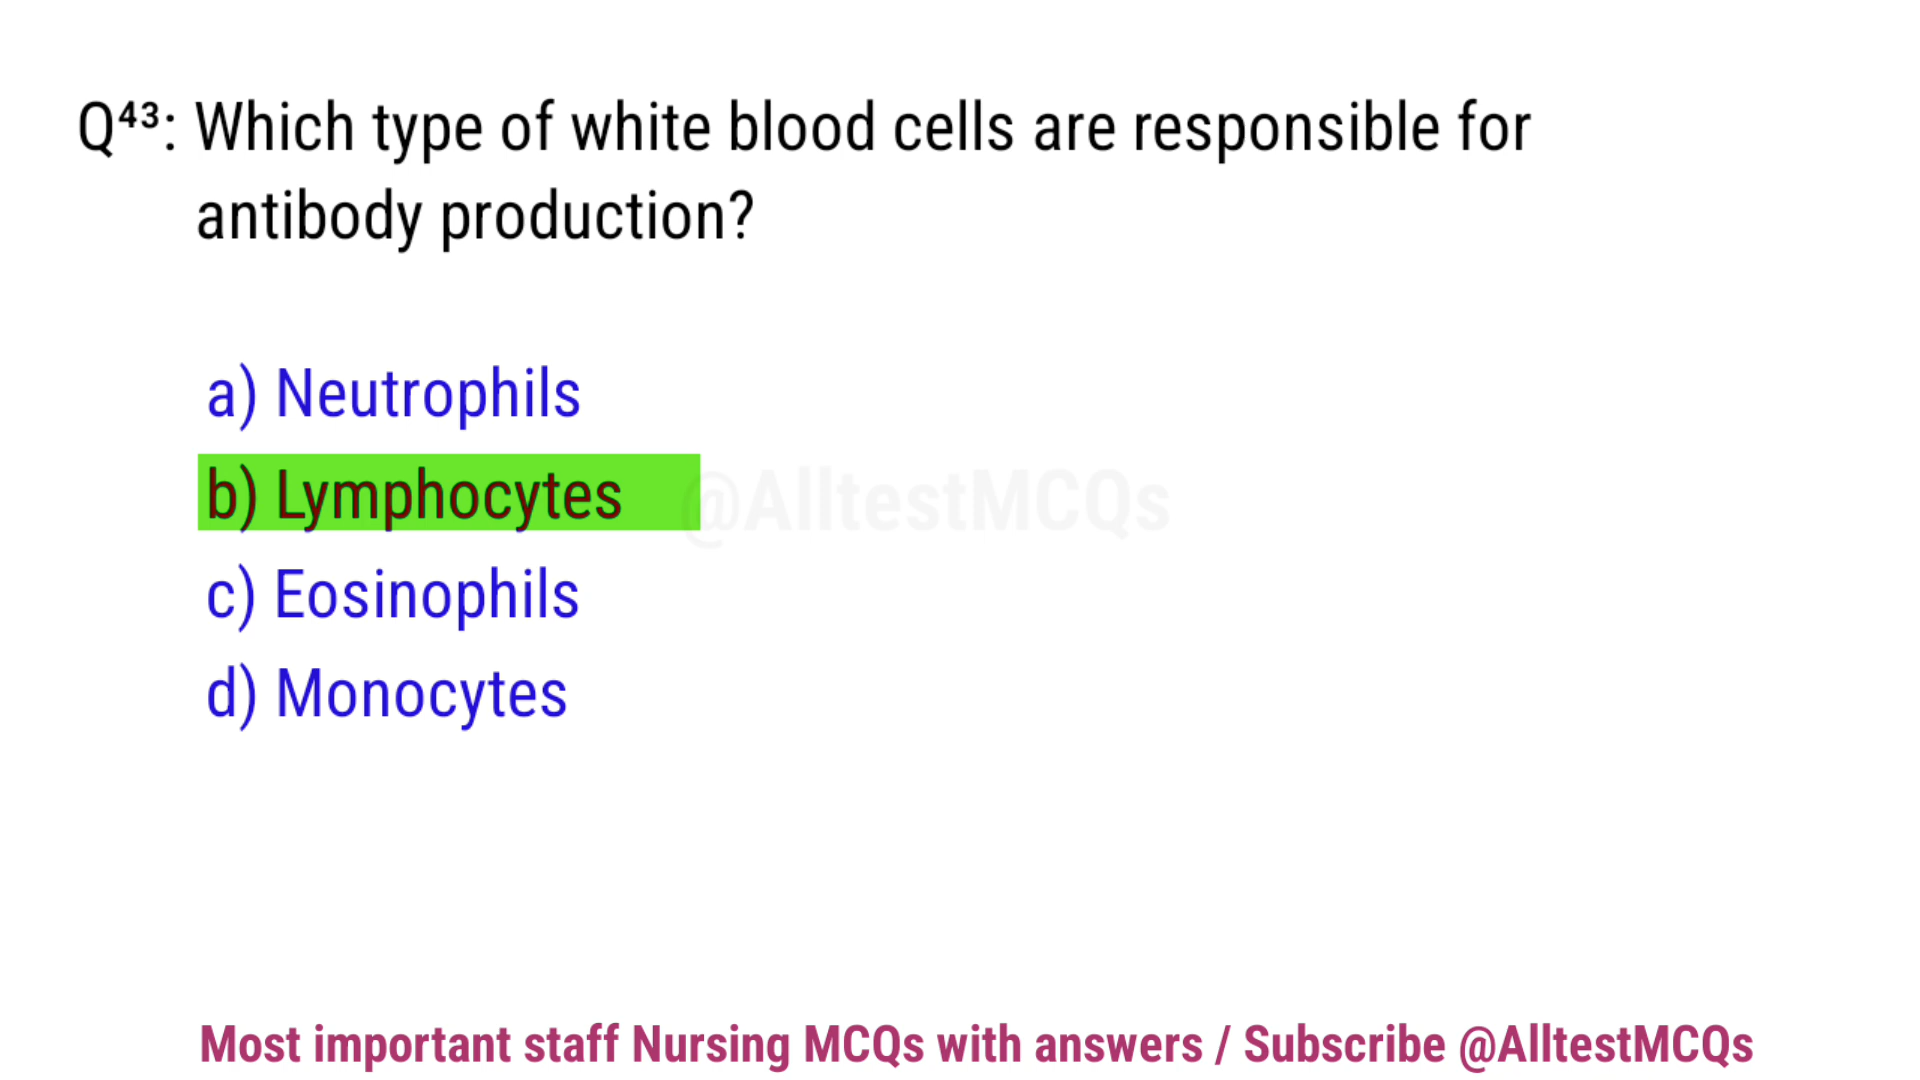 Q⁴³: Which type of white blood cells are responsible for
antibody production?
a) Neutrophils
b) Lymphocytes
@AlltestMCQs
c) Eosinophils
d) Monocytes
Most important staff Nursing MCQs with answers / Subscribe @AlltestMCQs